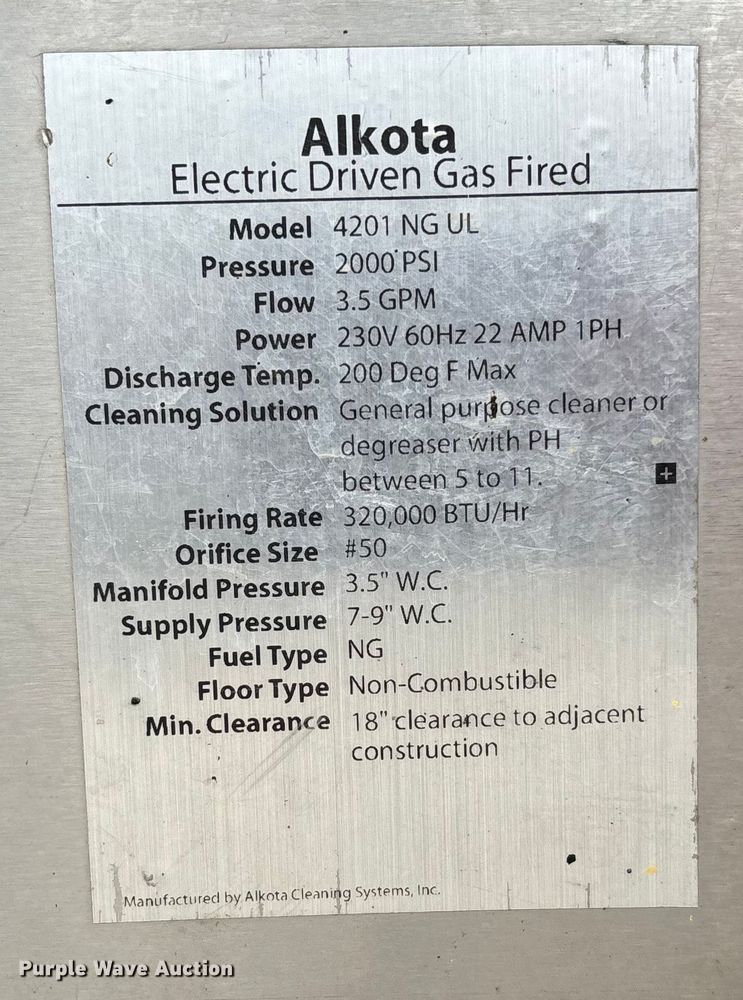 Alkota
Electric Driven Gas Fired
Model 4201 NG UL
Pressure 2000 PSI
Flow 3.5 GPM
Power 230V 60Hz 22 AMP 1PH
Discharge Temp. 200 Deg F Max
Cleaning Solution General purpose cleaner or
degreaser with PH
between 5 to 11.
Firing Rate 320,000 BTU/Hr
Orifice Size #50
Manifold Pressure 3.5" W.C.
Supply Pressure 7-9" W.C.
Fuel Type NG
Floor Type Non-Combustible
Min. Clearance 18" clearance to adjacent
construction
Manufactured by Alkota Cleaning Systems, Inc.
Purple Wave Auction